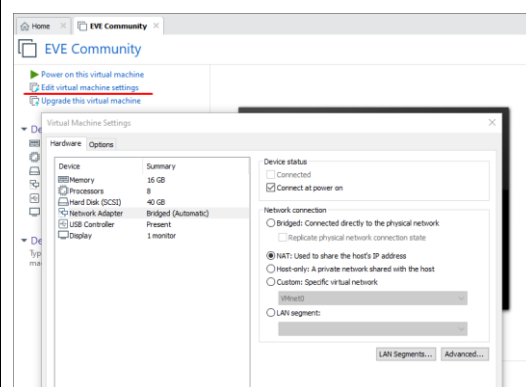 Home
EVE Community
EVE Community
Power on this virtual machine
Edit virtual machine settings
Upgrade this virtual machine
De
De
Typ
ma
Virtual Machine Settings
Hardware Options
Device Summary
Memory 16 GB
Processors 8
Hard Disk (SCSI) 40 GB
Network Adapter Bridged (Automatic)
USB Controller Present
Display 1 monitor
Device status
Connected
Connect at power on
Network connection
Bridged: Connected directly to the physical network
Replicate physical network connection state
NAT: Used to share the host's IP address
Host-only: A private network shared with the host
Custom: Specific virtual network
VMnet0
LAN segment:
LAN Segments... Advanced...